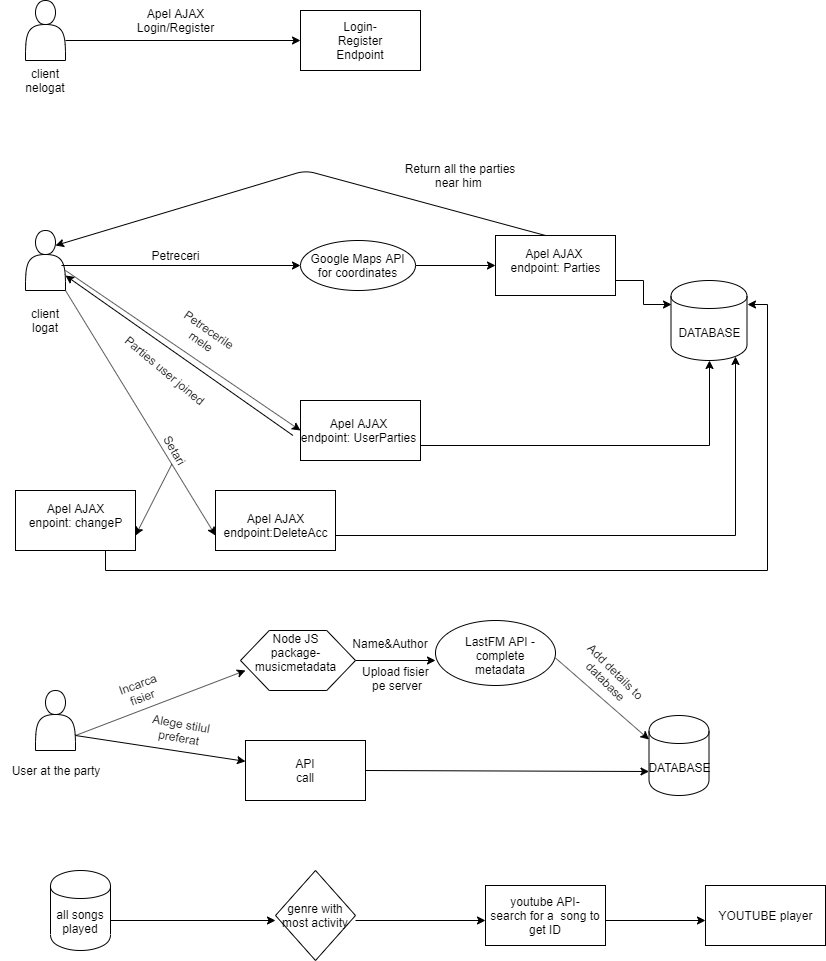 Apel AJAX
Login/Register
Login-
Register
Endpoint
client
nelogat
Return all the parties
near him
Petreceri
Google Maps API
for coordinates
Apel AJAX
endpoint: Parties
client
logat
DATABASE
Petrecerile
mele
Parties user joined
Apel AJAX
endpoint: UserParties
Setari
Apel AJAX
enpoint: changeP
Apel AJAX
endpoint:DeleteAcc
Node JS
package-
musicmetadata
Name&Author
Upload fisier
pe server
LastFM API -
complete
metadata
Add details to
database
Incarca
fisier
Alege stilul
preferat
User at the party
API
call
DATABASE
all songs
played
genre with
most activity
youtube API-
search for a song to
get ID
YOUTUBE player